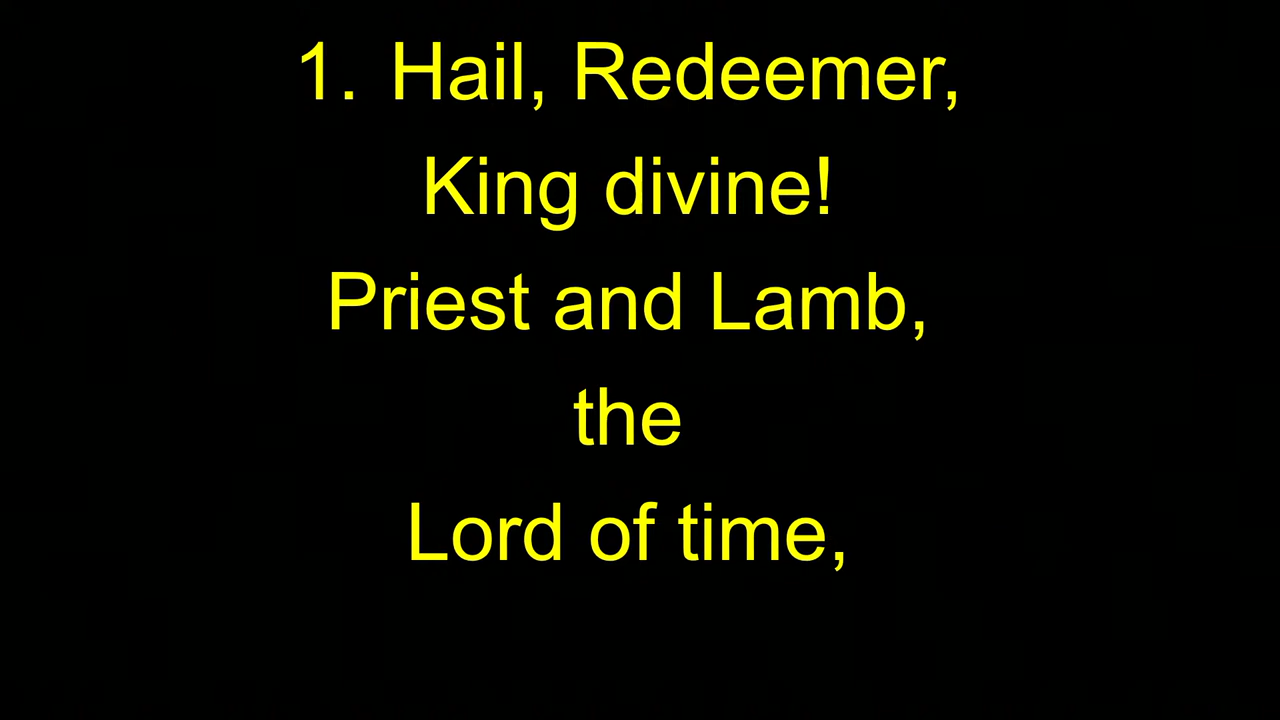 1. Hail, Redeemer,
King divine!
Priest and Lamb,
the
Lord of time,